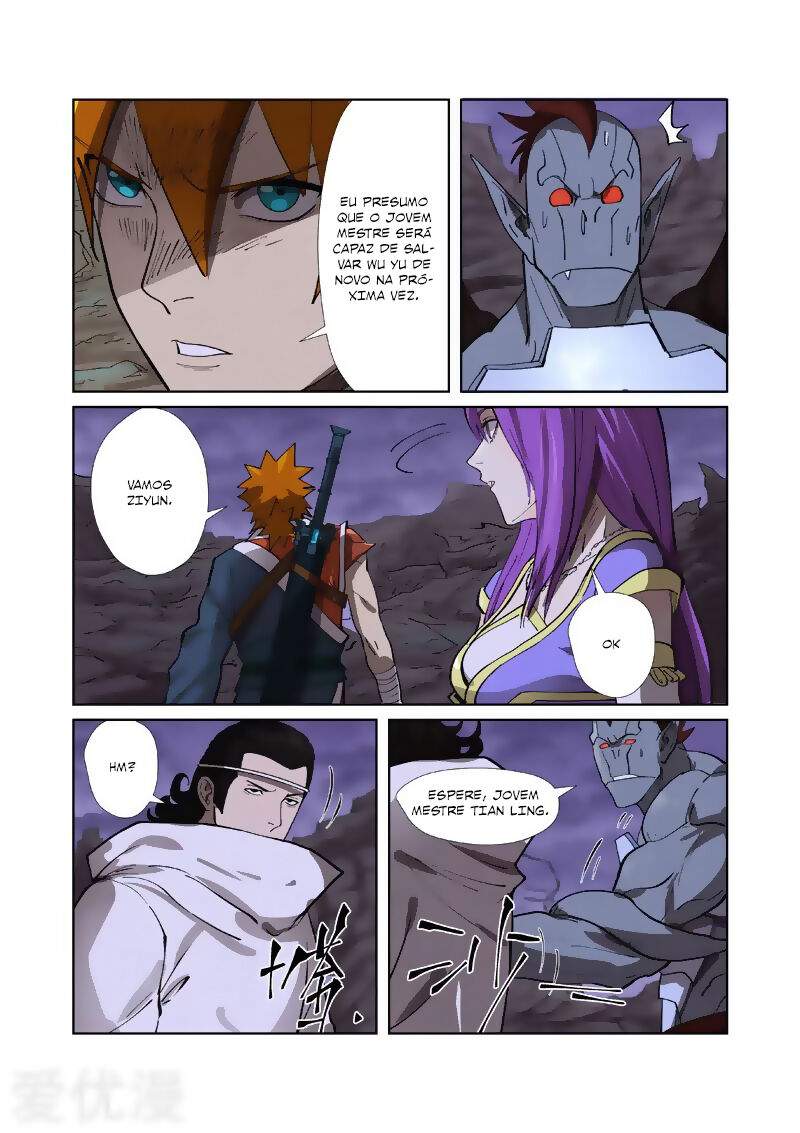 EU PRESUMO
QUE O JOVEM
MESTRE SERÁ
CAPAZ DE SAL-
VAR WU YU DE
NOVO NA PRÓ-
XIMA VEZ.
VAMOS
ZIYUN.
OK
HM?
ESPERE, JOVEM
MESTRE TIAN LING.
爱优漫